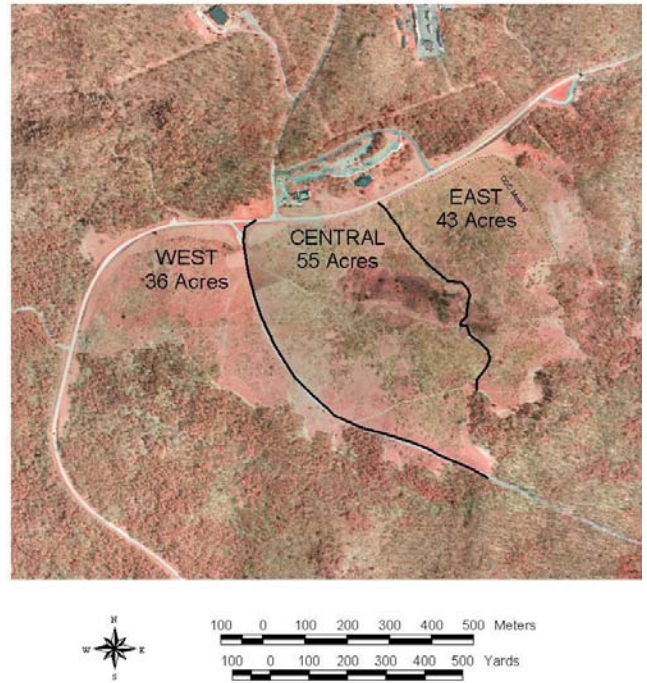 EAST
43 Acres
CENTRAL
55 Acres
WEST
36 Acres
N
W E
S
100 0 100 200 300 400 500 Meters
100 0 100 200 300 400 500 Yards